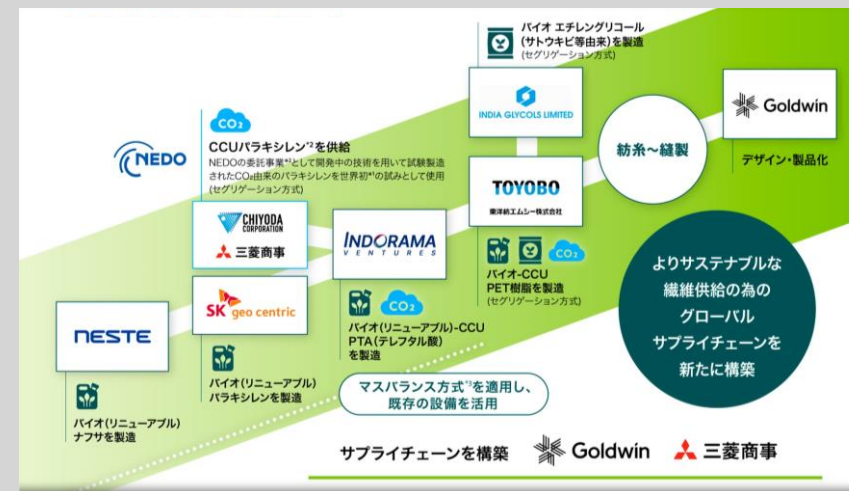 バイオ エチレングリコール
(サトウキビ等由来)を製造
(セグリゲーション方式)
INDIA GLYCOLS LIMITED
Goldwin
デザイン・製品化
紡糸～縫製
CO₂
CCUパラキシレン*²を供給
NEDOの委託事業*³として開発中の技術を用いて試験製造
されたCO₂由来のパラキシレンを世界初*¹の試みとして使用
(セグリゲーション方式)
NEDO
CHIYODA
CORPORATION
三菱商事
INDORAMA
VENTURES
TOYOBO
東洋紡エムシー株式会社
CO₂
バイオ-CCU
PET樹脂を製造
(セグリゲーション方式)
よりサステナブルな
繊維供給の為の
グローバル
サプライチェーンを
新たに構築
NESTE
バイオ(リニューアブル)
ナフサを製造
SK geo centric
バイオ(リニューアブル)
パラキシレンを製造
CO₂
バイオ(リニューアブル)-CCU
PTA(テレフタル酸)
を製造
マスバランス方式*³を適用し、
既存の設備を活用
サプライチェーンを構築 Goldwin 三菱商事